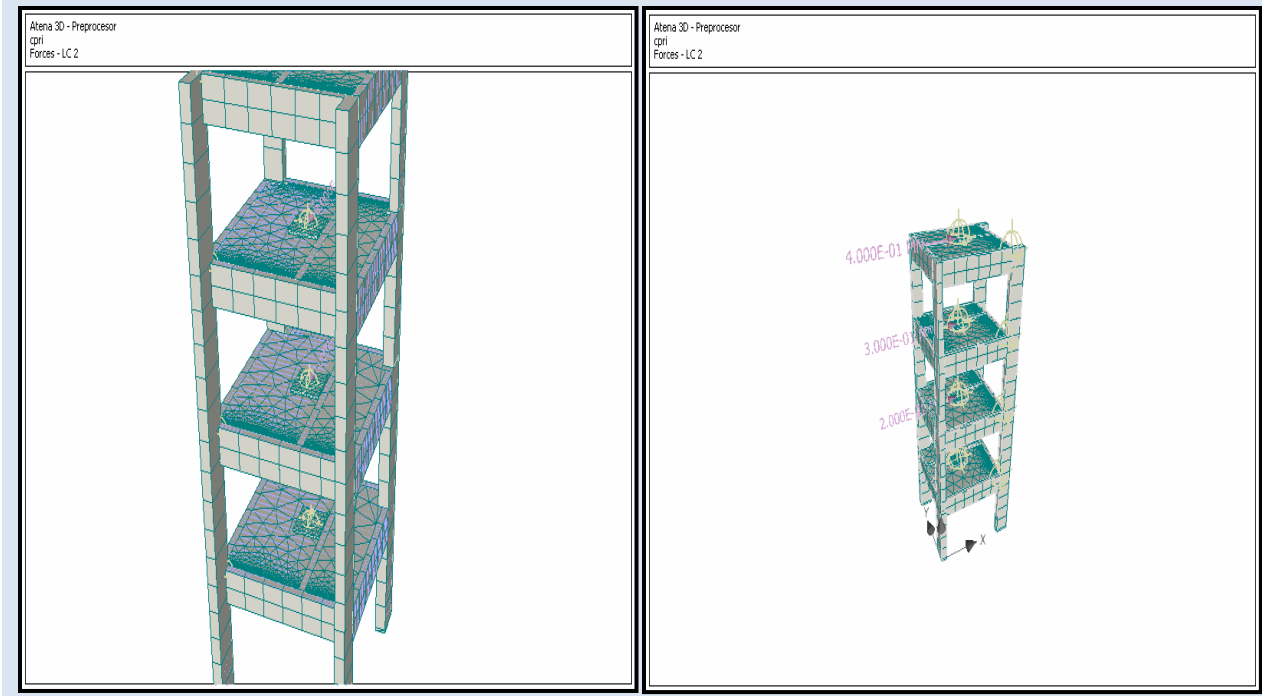 Atena 3D - Preprocesor
cpri
Forces - LC 2
Atena 3D - Preprocesor
cpri
Forces - LC 2
4.000E-01
3.000E-01
2.000E-
Y
X